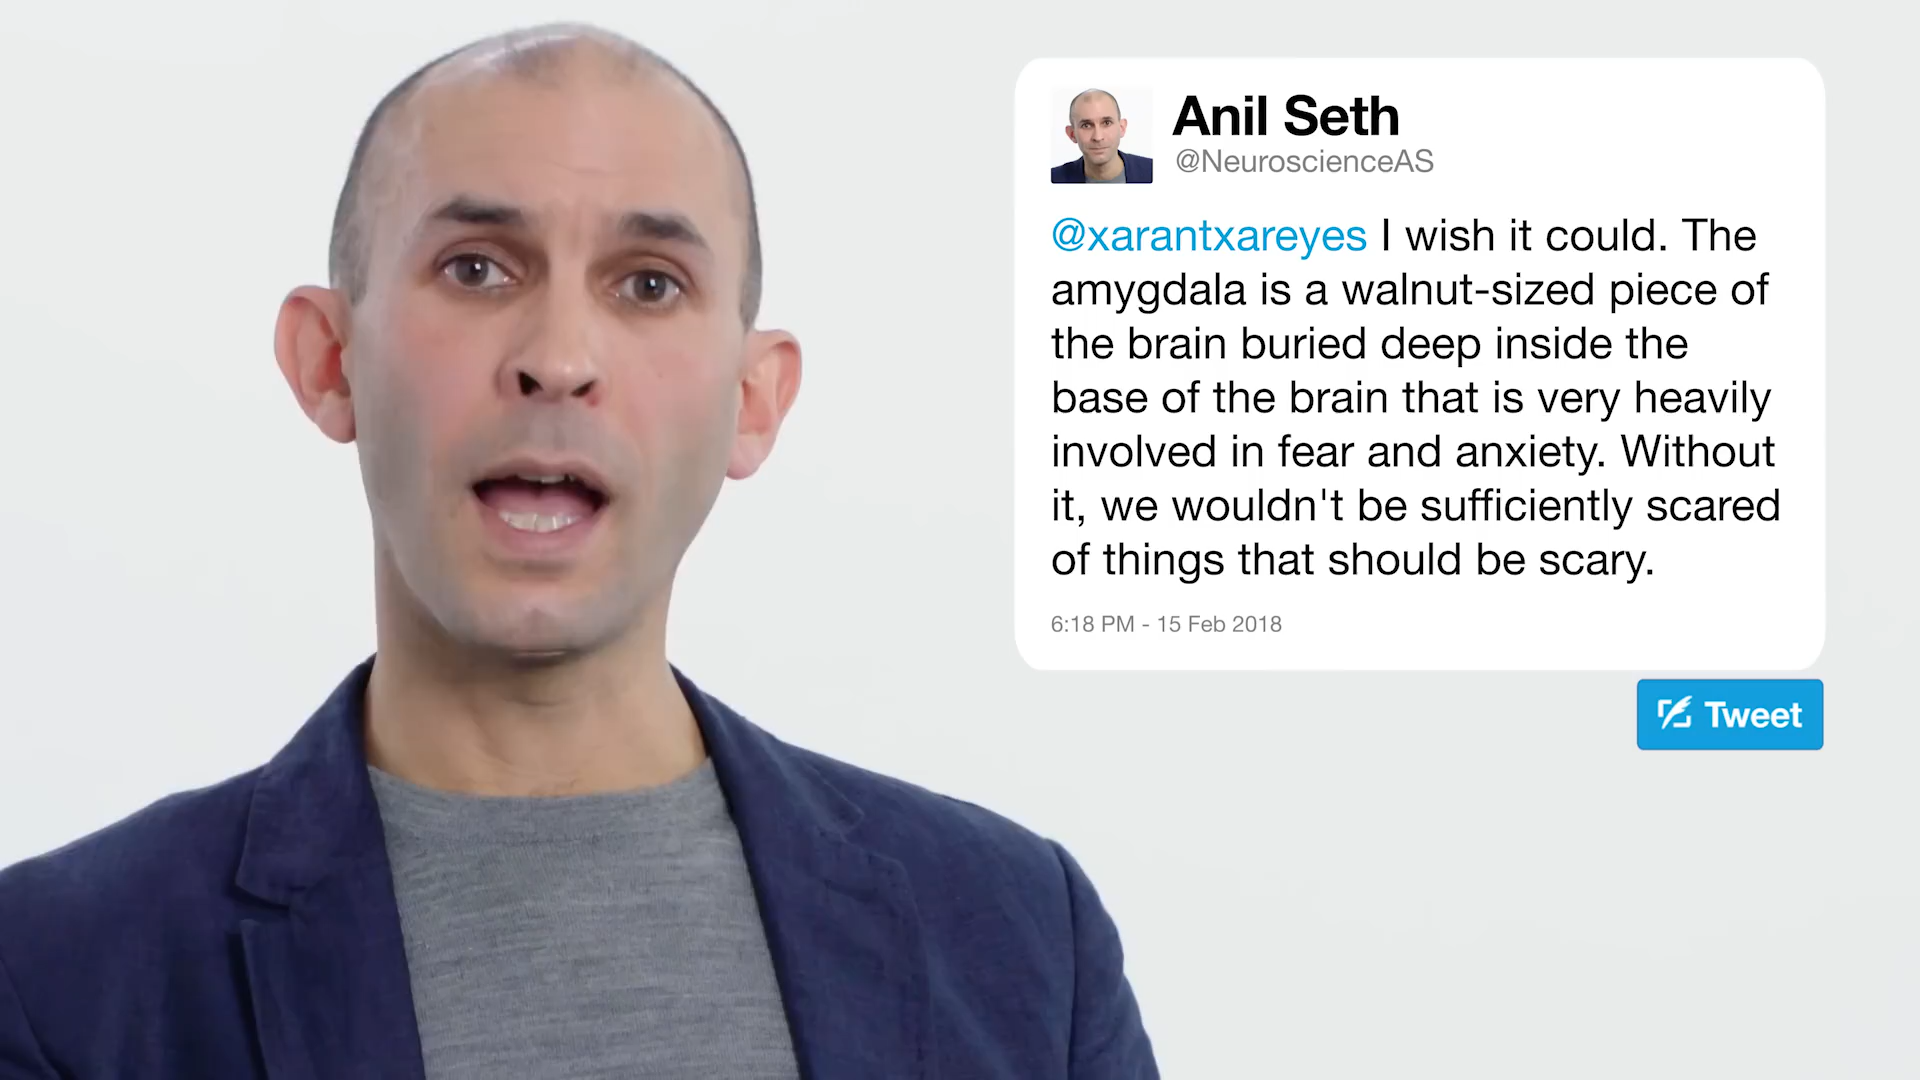 Anil Seth
@NeuroscienceAS
@xarantxareyes I wish it could. The
amygdala is a walnut-sized piece of
the brain buried deep inside the
base of the brain that is very heavily
involved in fear and anxiety. Without
it, we wouldn't be sufficiently scared
of things that should be scary.
6:18 PM - 15 Feb 2018
Tweet